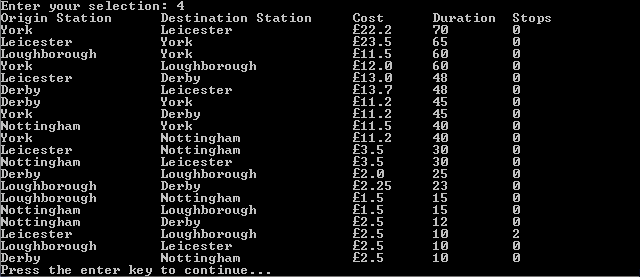 Enter your selection: 4
Origin Station Destination Station Cost Duration Stops
York Leicester £22.2 70 0
Leicester York £23.5 65 0
Loughborough York £11.5 60 0
York Loughborough £12.0 60 0
Leicester Derby £13.0 48 0
Derby Leicester £13.7 48 0
Derby York £11.2 45 0
York Derby £11.2 45 0
Nottingham York £11.5 40 0
York Nottingham £11.2 40 0
Leicester Nottingham £3.5 30 0
Nottingham Leicester £3.5 30 0
Derby Loughborough £2.0 25 0
Loughborough Derby £2.25 23 0
Loughborough Nottingham £1.5 15 0
Nottingham Loughborough £1.5 15 0
Nottingham Derby £2.5 12 0
Leicester Loughborough £2.5 10 2
Loughborough Leicester £2.5 10 0
Derby Nottingham £2.5 10 0
Press the enter key to continue...